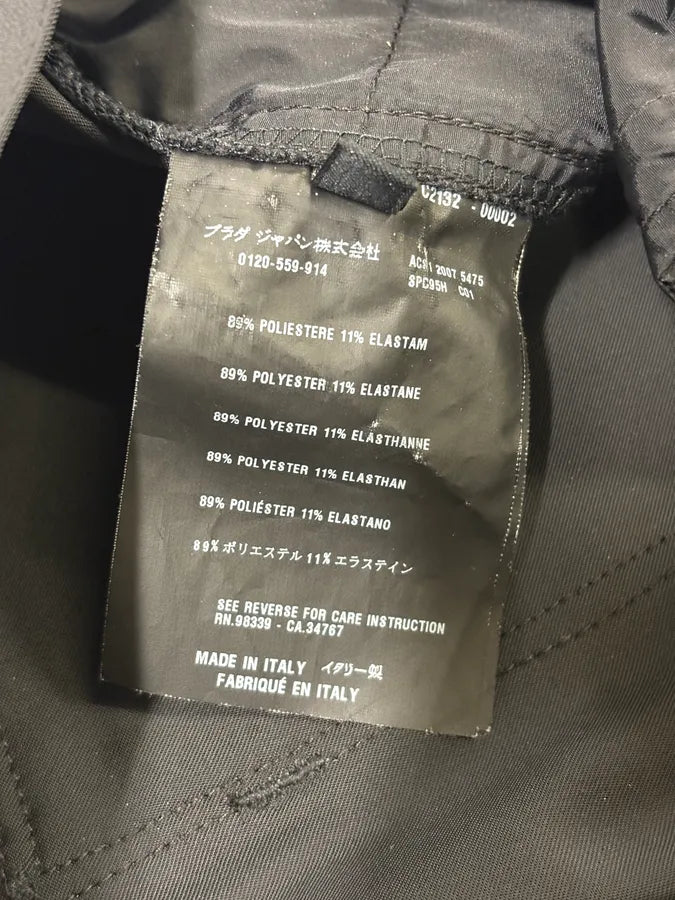 C2132 - 00002
プラダ ジャパン株式会社
0120-559-914
AC81 2007 5475
SPC95H C01
89% POLIESTERE 11% ELASTAM
89% POLYESTER 11% ELASTANE
89% POLYESTER 11% ELASTHANNE
89% POLYESTER 11% ELASTHAN
89% POLIÉSTER 11% ELASTANO
89% ポリエステル 11% エラステイン
SEE REVERSE FOR CARE INSTRUCTION
RN.98339 - CA.34767
MADE IN ITALY イタリー製
FABRIQUÉ EN ITALY